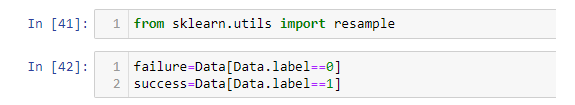 In [41]: 1 from sklearn.utils import resample
In [42]: 1 failure=Data[Data.label==0]
2 success=Data[Data.label==1]